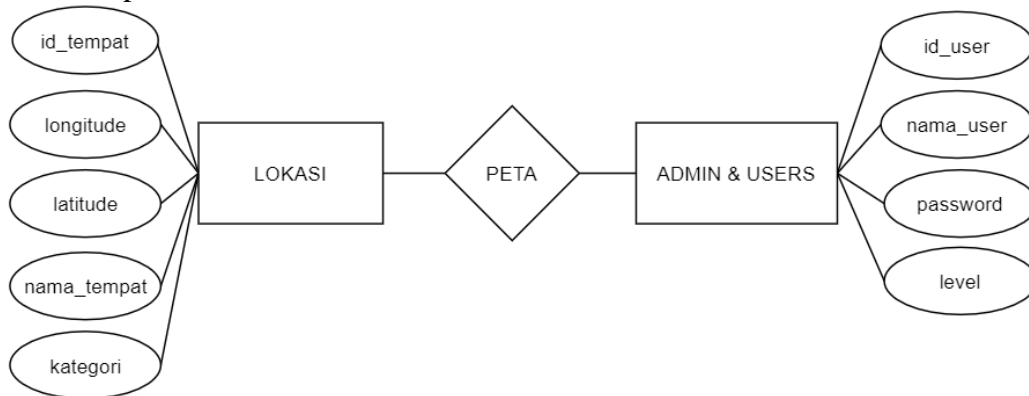 id_tempat
longitude
latitude
nama_tempat
kategori
LOKASI
PETA
ADMIN & USERS
id_user
nama_user
password
level